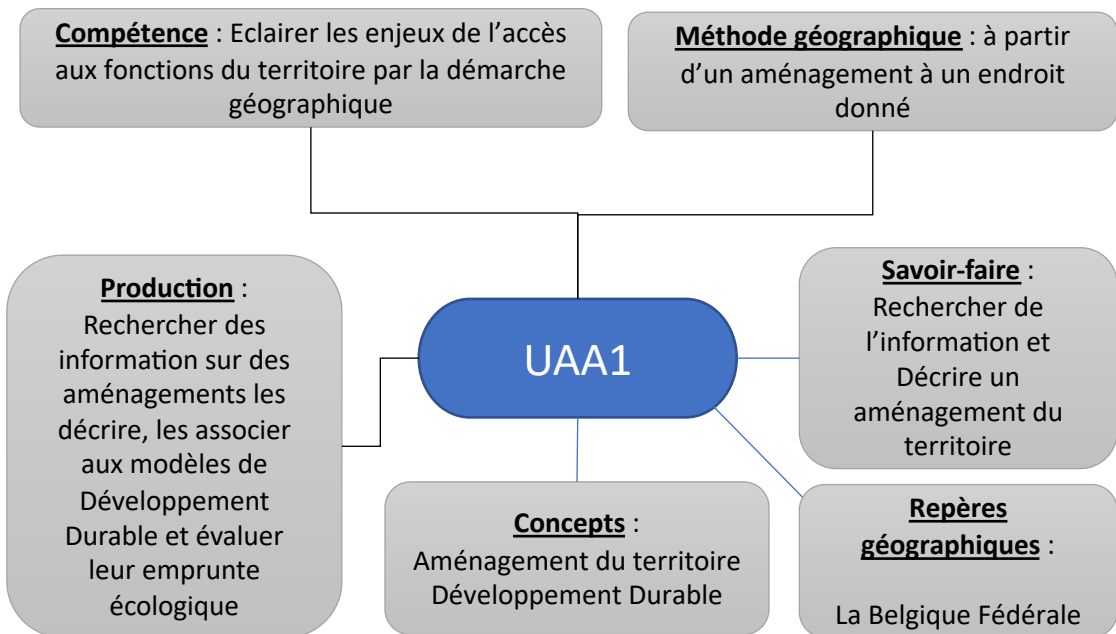 Compétence : Eclairer les enjeux de l’accès
aux fonctions du territoire par la démarche
géographique
Méthode géographique : à partir
d’un aménagement à un endroit
donné
Production :
Rechercher des
information sur des
aménagements les
décrire, les associer
aux modèles de
Développement
Durable et évaluer
leur emprunte
écologique
UAA1
Savoir-faire :
Rechercher de
l’information et
Décrire un
aménagement du
territoire
Concepts :
Aménagement du territoire
Développement Durable
Repères
géographiques :
La Belgique Fédérale